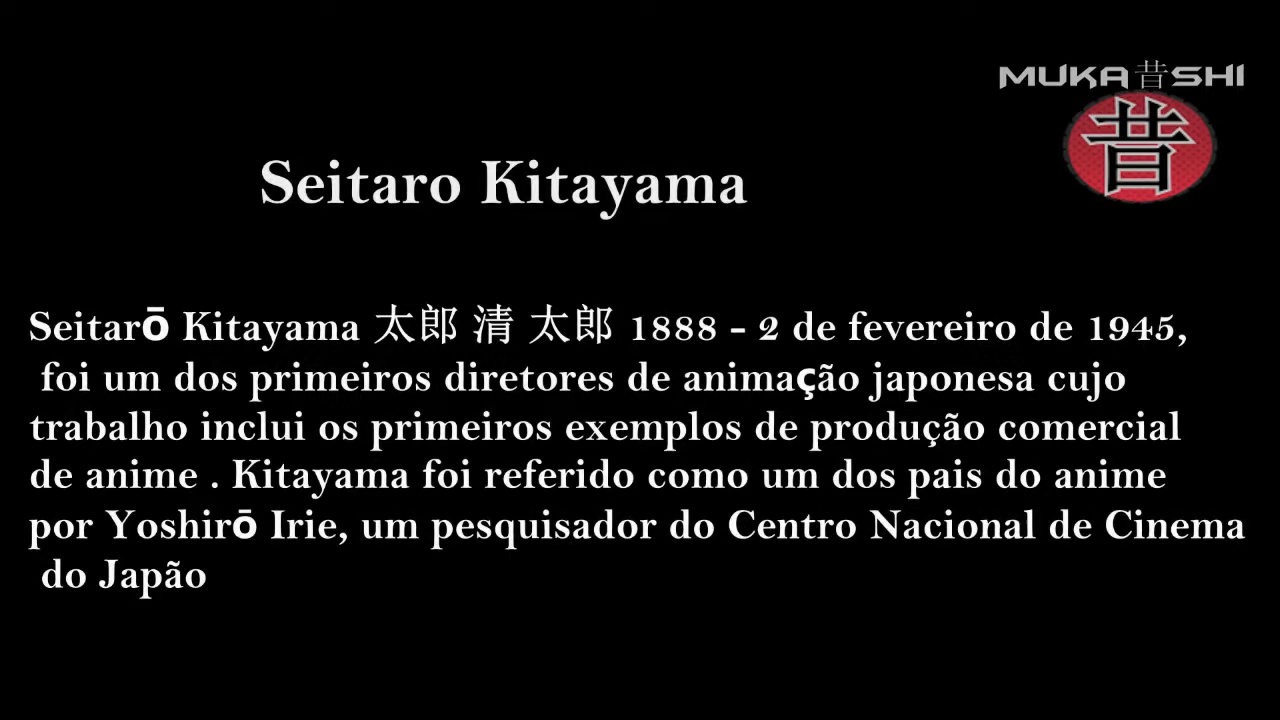 MUKA昔SHI
昔
Seitaro Kitayama
Seitarō Kitayama 太郎 清 太郎 1888 - 2 de fevereiro de 1945,
foi um dos primeiros diretores de animação japonesa cujo
trabalho inclui os primeiros exemplos de produção comercial
de anime . Kitayama foi referido como um dos pais do anime
por Yoshirō Irie, um pesquisador do Centro Nacional de Cinema
do Japão